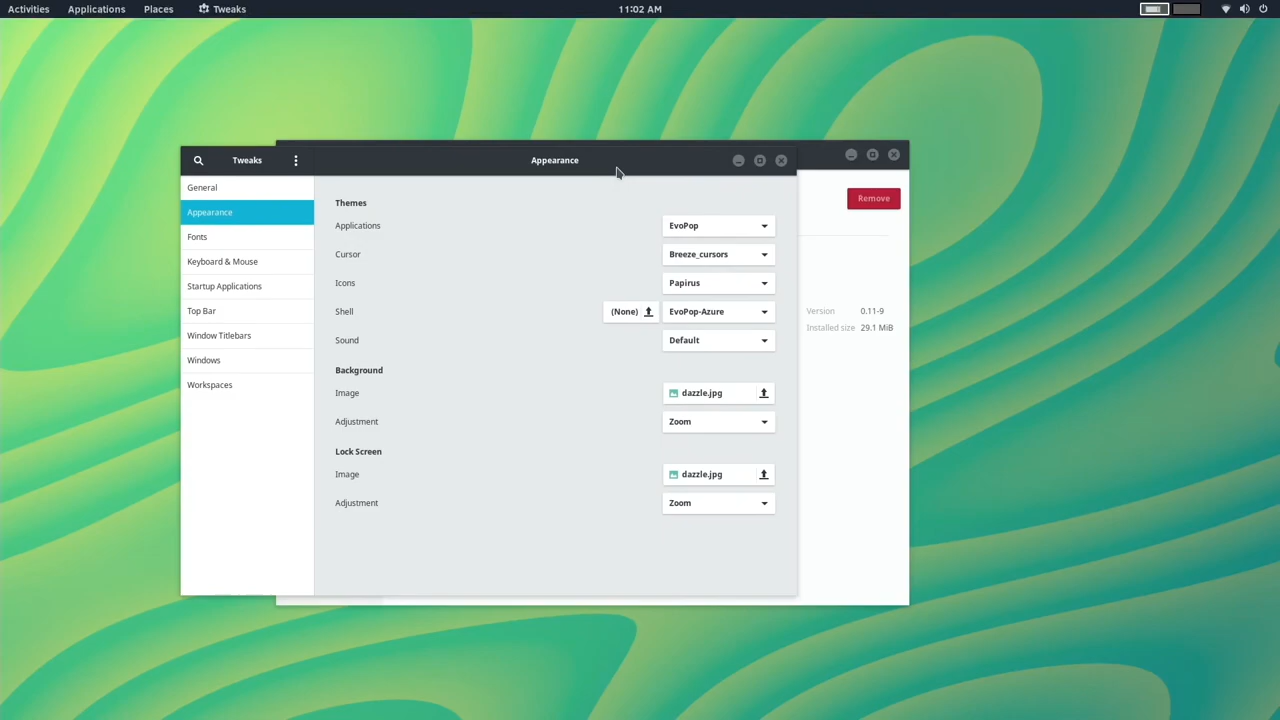 Activities Applications Places Tweaks 11:02 AM
Tweaks Appearance
General
Appearance
Fonts
Keyboard & Mouse
Startup Applications
Top Bar
Window Titlebars
Windows
Workspaces
Themes
Applications EvoPop
Cursor Breeze_cursors
Icons Papirus
Shell (None) EvoPop-Azure
Sound Default
Background
Image dazzle.jpg
Adjustment Zoom
Lock Screen
Image dazzle.jpg
Adjustment Zoom
Remove
Version 0.11-9
Installed size 29.1 MiB